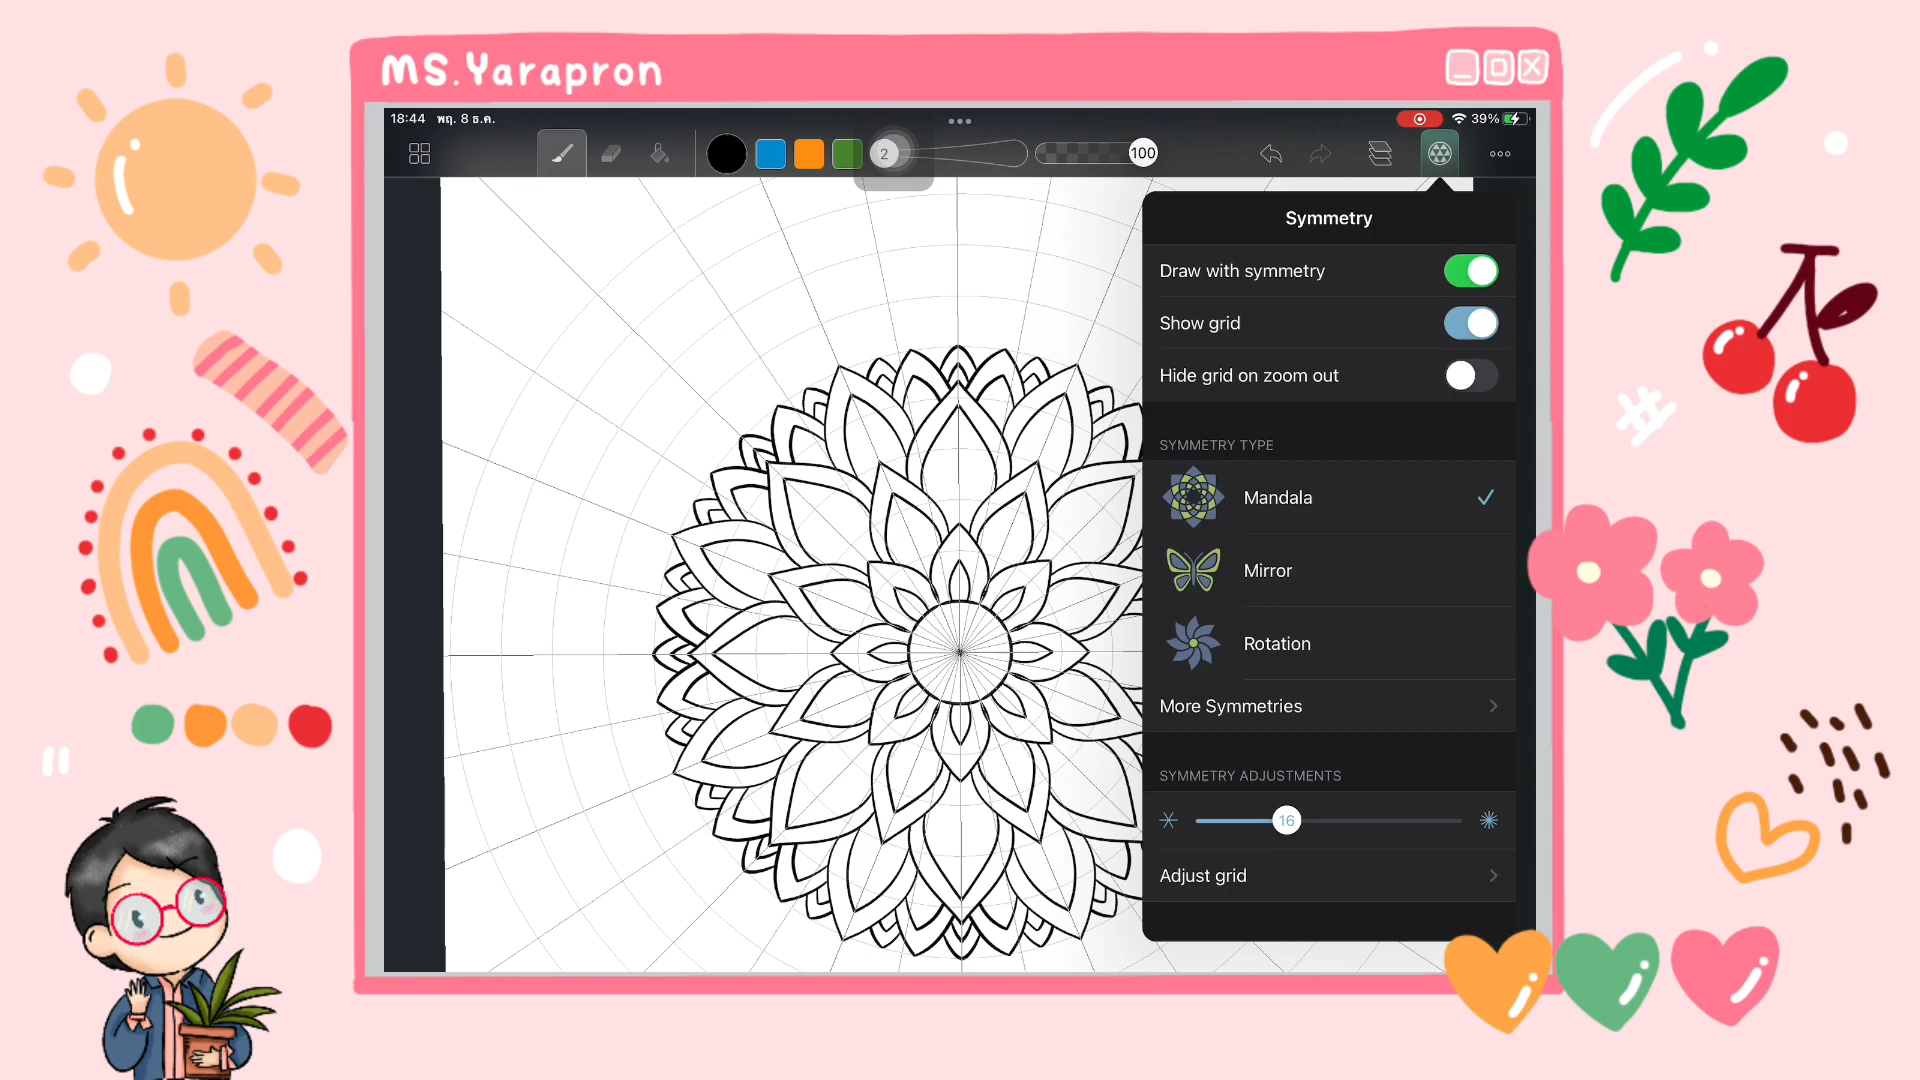 MS.Yarapron
18:44 พฤ. 8 ธ.ค.
39%
2
100
Symmetry
Draw with symmetry
Show grid
Hide grid on zoom out
SYMMETRY TYPE
Mandala
Mirror
Rotation
More Symmetries
SYMMETRY ADJUSTMENTS
16
Adjust grid